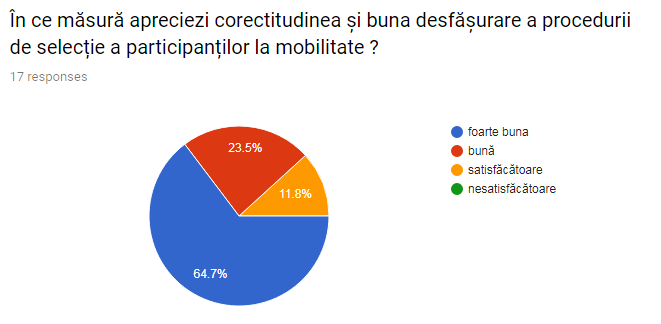 În ce măsură apreciezi corectitudinea și buna desfășurare a procedurii
de selecție a participanților la mobilitate ?
17 responses
foarte buna
bună
satisfăcătoare
nesatisfăcătoare
23.5%
11.8%
64.7%